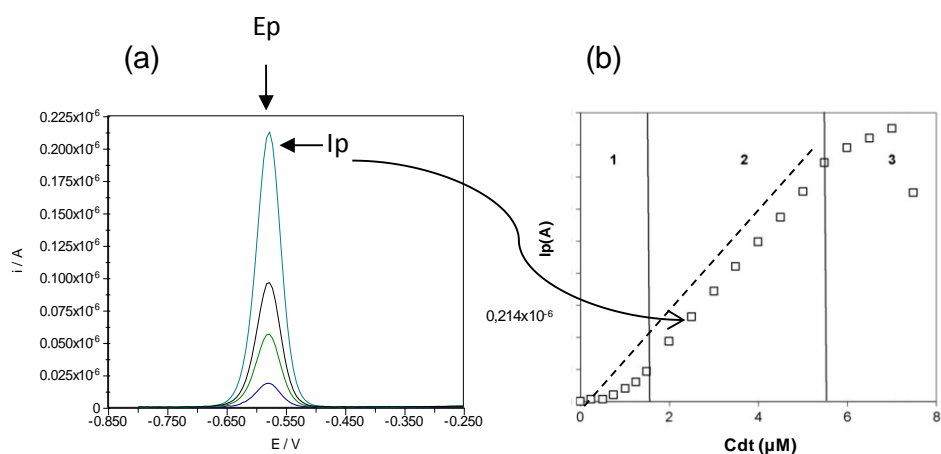 Ep
(a)
(b)
0.225x10⁻⁶
0.200x10⁻⁶
0.175x10⁻⁶
0.150x10⁻⁶
0.125x10⁻⁶
0.100x10⁻⁶
0.075x10⁻⁶
0.050x10⁻⁶
0.025x10⁻⁶
0
i / A
Ip
-0.850 -0.750 -0.650 -0.550 -0.450 -0.350 -0.250
E / V
1 2 3
Ip(A)
0,214x10⁻⁶
0 2 4 6 8
Cdt (µM)